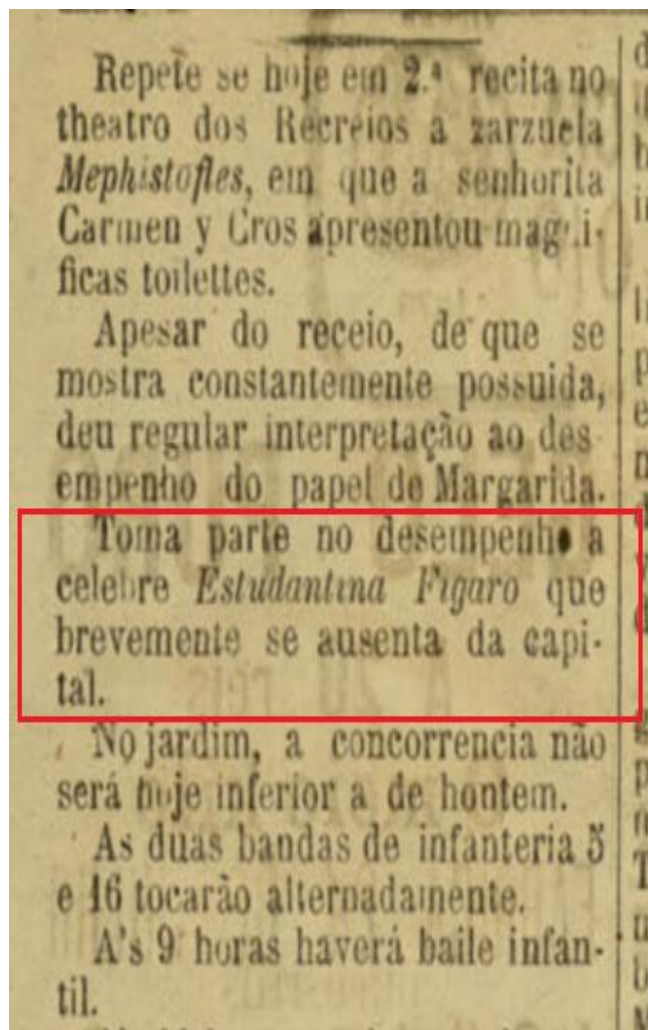 Repete se hoje em 2.ª recita no
theatro dos Recreios a zarzuela
Mephistofles, em que a senhorita
Carmen y Cros apresentou mag.i-
ficas toilettes.
Apesar do receio, de que se
mostra constantemente possuida,
deu regular interpretação ao des-
empenho do papel de Margarida.
Toma parte no desempenho a
celebre Estudantina Figaro que
brevemente se ausenta da capi-
tal.
No jardim, a concorrencia não
será hoje inferior a de hontem.
As duas bandas de infanteria 5
e 16 tocarão alternadamente.
A's 9 horas haverá baile infan-
til.